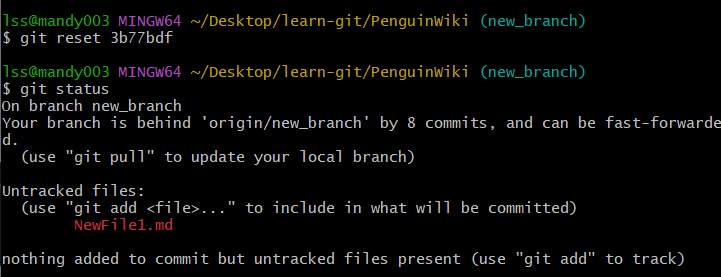 lss@mandy003 MINGW64 ~/Desktop/learn-git/PenguinWiki (new_branch)
$ git reset 3b77bdf
lss@mandy003 MINGW64 ~/Desktop/learn-git/PenguinWiki (new_branch)
$ git status
On branch new_branch
Your branch is behind 'origin/new_branch' by 8 commits, and can be fast-forwarde
d.
  (use "git pull" to update your local branch)
Untracked files:
  (use "git add <file>..." to include in what will be committed)
        NewFile1.md
nothing added to commit but untracked files present (use "git add" to track)